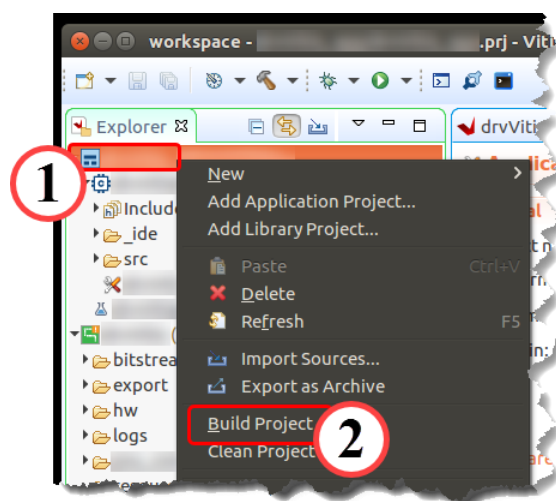 workspace - .prj - Viti
Explorer
drvViti
1
New
Add Application Project...
Includ
Add Library Project...
_ide
src
Paste Ctrl+V
Delete
Refresh F5
bitstrea
Import Sources...
export
Export as Archive
hw
logs
Build Project
2
Clean Project